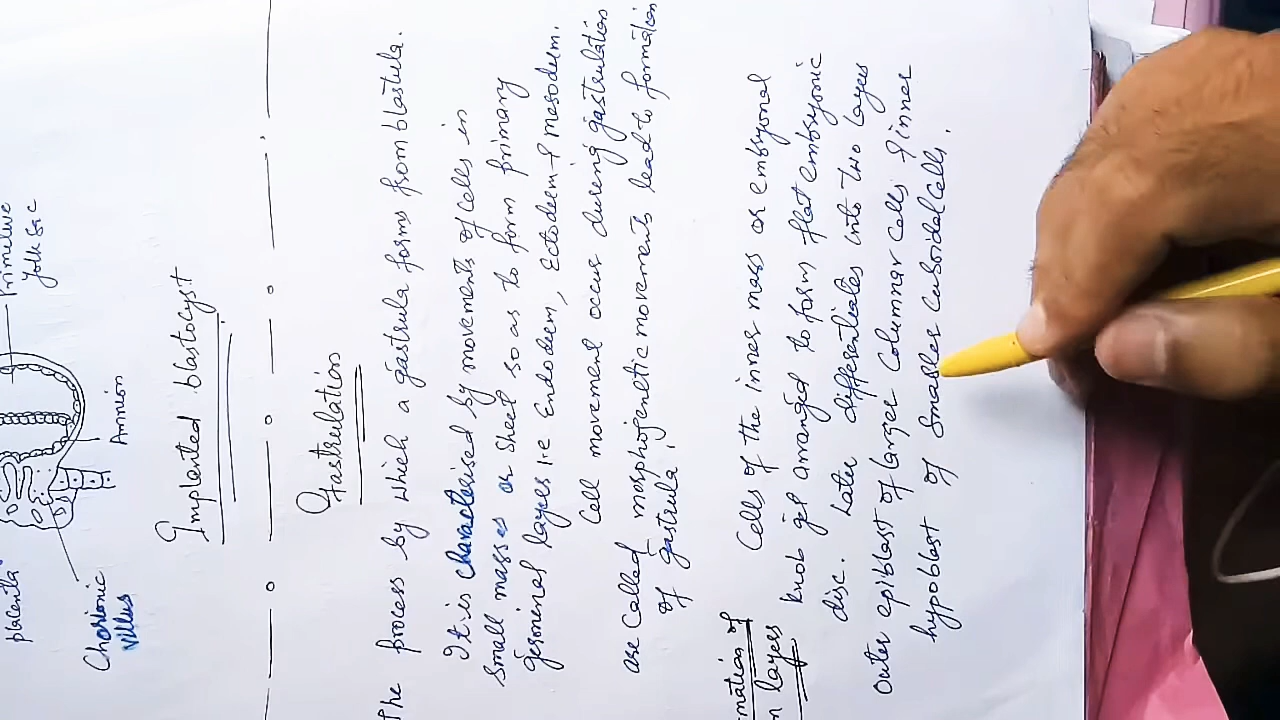 Primitive
Yolk Sac
Amnion
placenta
Chorionic
villus
Implanted blastocyst
Gastrulation
The process by which a gastrula forms from blastula.
It is characterised by movements of cells in
small masses or sheet so as to form primary
germinal layers i.e Endoderm, Ectoderm & mesoderm.
Cell movement occur during gastrulation
are called morphogenetic movements lead to formation
of gastrula.
mation of
m layers
Cells of the inner mass or embryonal
knob get arranged to form flat embryonic
disc. Later differentiates into two layers
outer epiblast of larger Columnar cells & inner
hypoblast of smaller cuboidal cells.